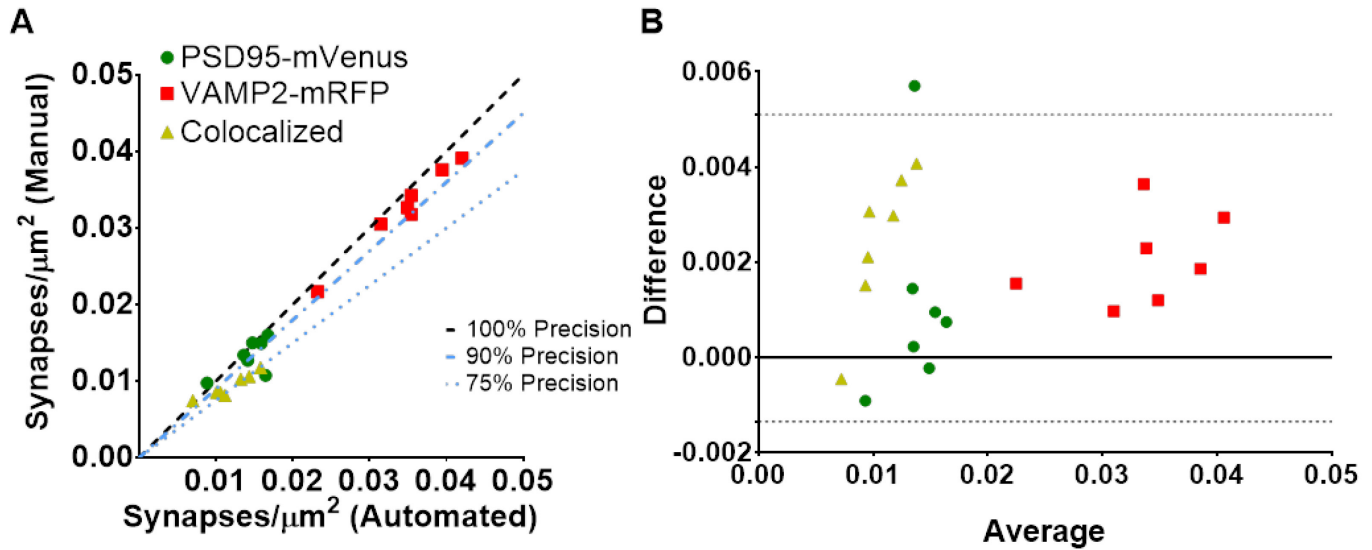 A
PSD95-mVenus
VAMP2-mRFP
Colocalized
Synapses/μm² (Manual)
0.05
0.04
0.03
0.02
0.01
0.00
100% Precision
90% Precision
75% Precision
0.01 0.02 0.03 0.04 0.05
Synapses/μm² (Automated)
B
Difference
0.006
0.004
0.002
0.000
-0.002
0.00 0.01 0.02 0.03 0.04 0.05
Average